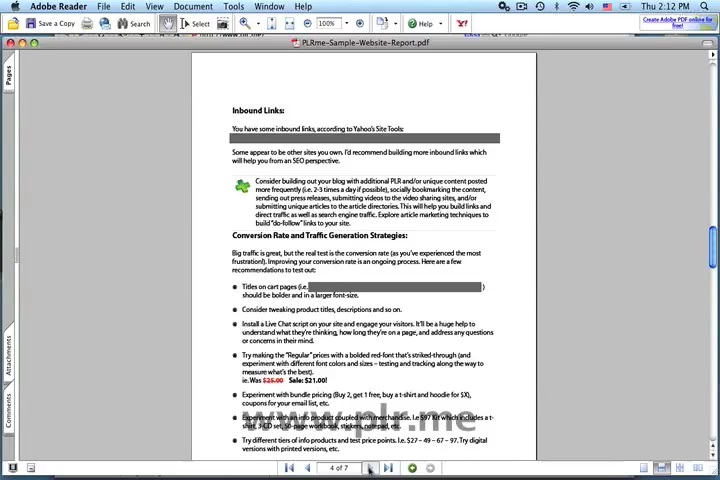 Adobe Reader File Edit View Document Tools Window Help Thu 2:12 PM
Save a Copy Search Select 100% Help Create Adobe PDF online for free!
PLRme-Sample-Website-Report.pdf
Pages
Inbound Links:
You have some inbound links, according to Yahoo's Site Tools:
Some appear to be other sites you own. I'd recommend building more inbound links which
will help you from an SEO perspective.
Consider building out your blog with additional PLR and/or unique content posted
more frequently (i.e. 2-3 times a day if possible), socially bookmarking the content,
sending out press releases, submitting videos to the video sharing sites, and/or
submitting unique articles to the article directories. This will help you build links and
direct traffic as well as search engine traffic. Explore article marketing techniques to
build "do-follow" links to your site.
Conversion Rate and Traffic Generation Strategies:
Big traffic is great, but the real test is the conversion rate (as you've experienced the most
frustration!). Improving your conversion rate is an ongoing process. Here are a few
recommendations to test out:
Titles on cart pages (i.e. )
should be bolder and in a larger font-size.
Consider tweaking product titles, descriptions and so on.
Install a Live Chat script on your site and engage your visitors. It'll be a huge help to
understand what they're thinking, how long they're on a page, and address any questions
or concerns in their mind.
Try making the "Regular" prices with a bolded red-font that's striked-through (and
experiment with different font colors and sizes – testing and tracking along the way to
measure what's best).
ie. Was $25.00 Sale: $21.00!
Experiment with bundle pricing (Buy 2, get 1 free, buy a t-shirt and hoodie for $X),
coupons for your email list, etc.
Experiment with an info product coupled with merchandise. I.e $97 Kit which includes a t-
shirt, 3-CD set, 50-page workbook, stickers, notepad, etc.
www.plr.me
Try different tiers of info products and test price points. I.e. $27 – 49 – 67 – 97. Try digital
versions with printed versions, etc.
Attachments
Comments
4 of 7